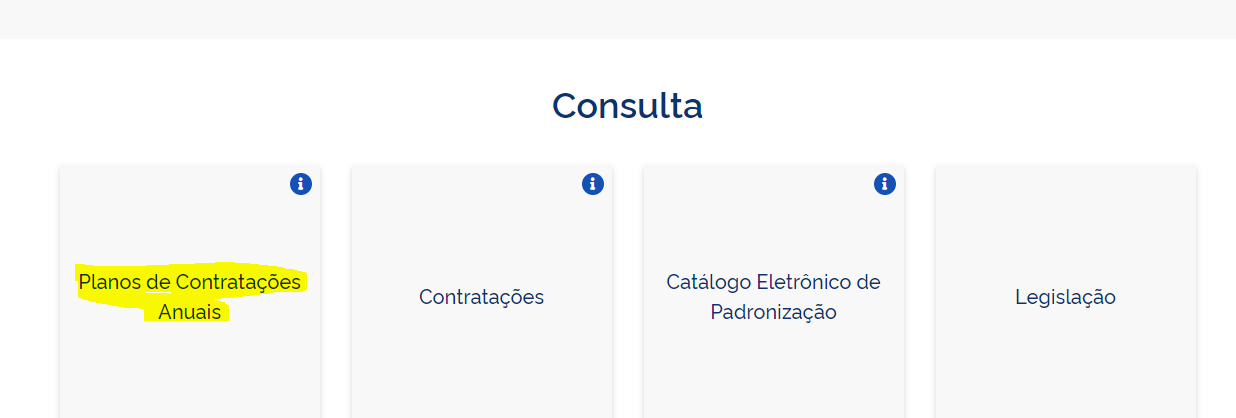 Consulta
Planos de Contratações
Anuais
Contratações
Catálogo Eletrônico de
Padronização
Legislação